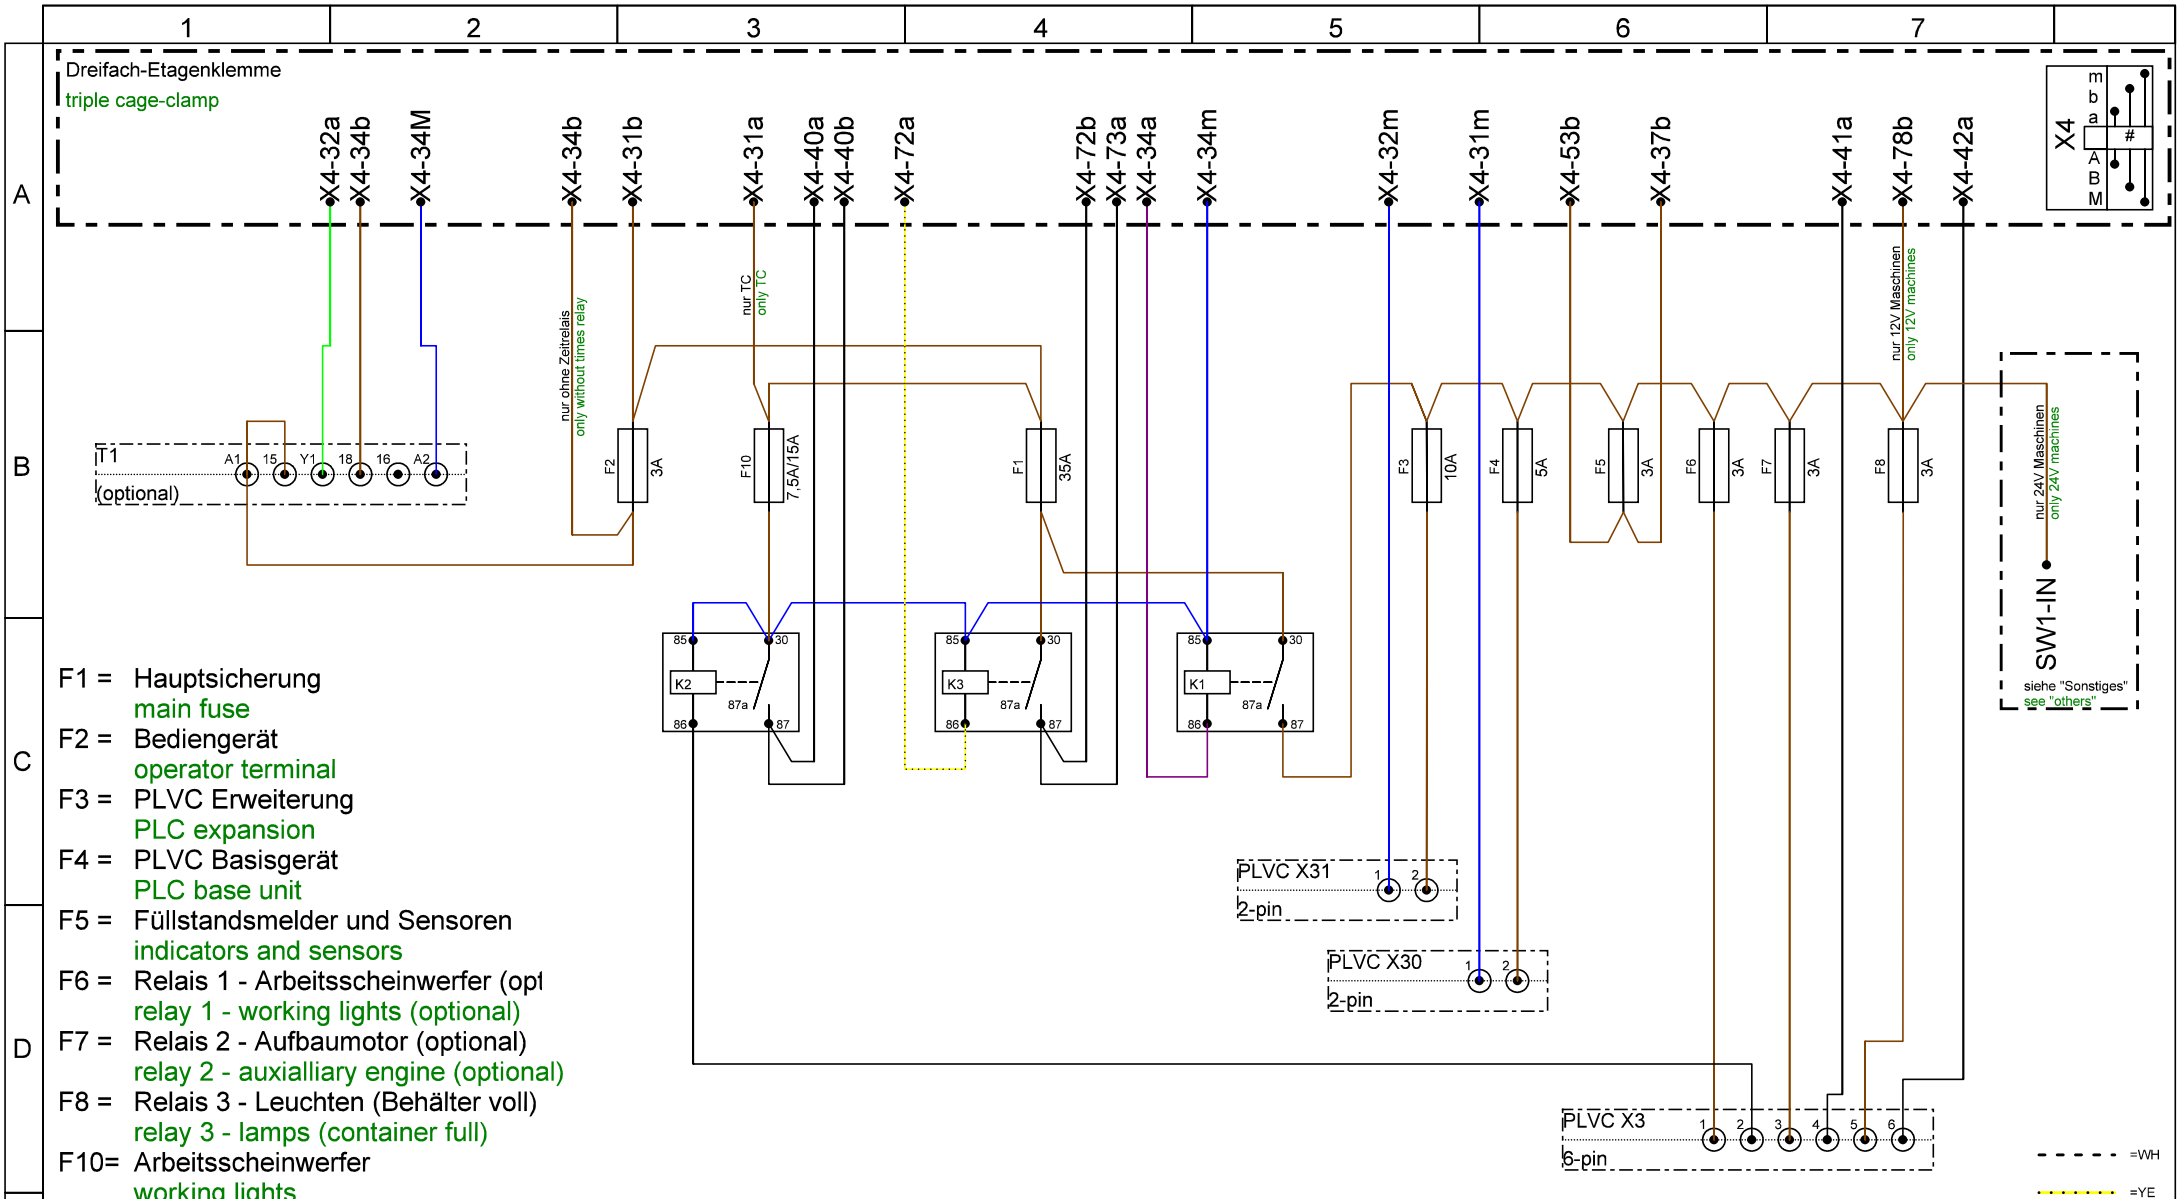 1 2 3 4 5 6 7
A
B
C
D
Dreifach-Etagenklemme
triple cage-clamp
X4-32a
X4-34b
X4-34M
X4-34b
X4-31b
X4-31a
X4-40a
X4-40b
X4-72a
X4-72b
X4-73a
X4-34a
X4-34m
X4-32m
X4-31m
X4-53b
X4-37b
X4-41a
X4-78b
X4-42a
X4
m
b
a
#
A
B
M
nur ohne Zeitrelais
only without times relay
nur TC
only TC
nur 12V Maschinen
only 12V machines
nur 24V Maschinen
only 24V machines
SW1-IN
siehe "Sonstiges"
see "others"
T1
A1 15 Y1 18 16 A2
(optional)
F2 3A
F10 7,5A/15A
F1 35A
F3 10A
F4 5A
F5 3A
F6 3A
F7 3A
F8 3A
85 30
K2
87a
86 87
85 30
K3
87a
86 87
85 30
K1
87a
86 87
F1 = Hauptsicherung
main fuse
F2 = Bediengerät
operator terminal
F3 = PLVC Erweiterung
PLC expansion
F4 = PLVC Basisgerät
PLC base unit
F5 = Füllstandsmelder und Sensoren
indicators and sensors
F6 = Relais 1 - Arbeitsscheinwerfer (opt
relay 1 - working lights (optional)
F7 = Relais 2 - Aufbaumotor (optional)
relay 2 - auxialliary engine (optional)
F8 = Relais 3 - Leuchten (Behälter voll)
relay 3 - lamps (container full)
F10= Arbeitsscheinwerfer
working lights
PLVC X31
1 2
2-pin
PLVC X30
1 2
2-pin
PLVC X3
1 2 3 4 5 6
6-pin
=WH
=YE